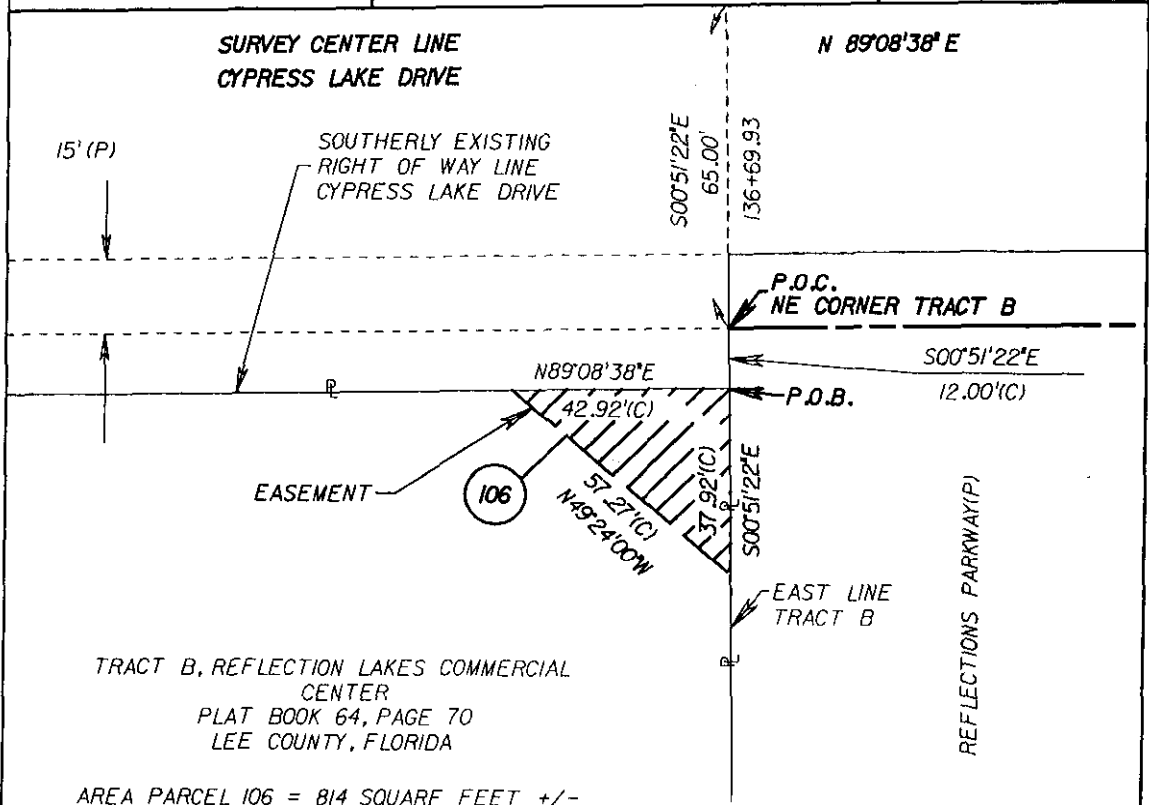 SURVEY CENTER LINE
CYPRESS LAKE DRIVE
N 89°08'38" E
15' (P)
SOUTHERLY EXISTING
RIGHT OF WAY LINE
CYPRESS LAKE DRIVE
S00°51'22"E
65.00'
136+69.93
P.O.C.
NE CORNER TRACT B
S00°51'22"E
12.00'(C)
N89°08'38"E
42.92'(C)
P.O.B.
EASEMENT
106
57.27'(C)
N49°24'00"W
37.92'(C)
S00°51'22"E
PL
PL
PL
EAST LINE
TRACT B
REFLECTIONS PARKWAY(P)
TRACT B, REFLECTION LAKES COMMERCIAL
CENTER
PLAT BOOK 64, PAGE 70
LEE COUNTY, FLORIDA
AREA PARCEL 106 = 814 SQUARE FEET +/-